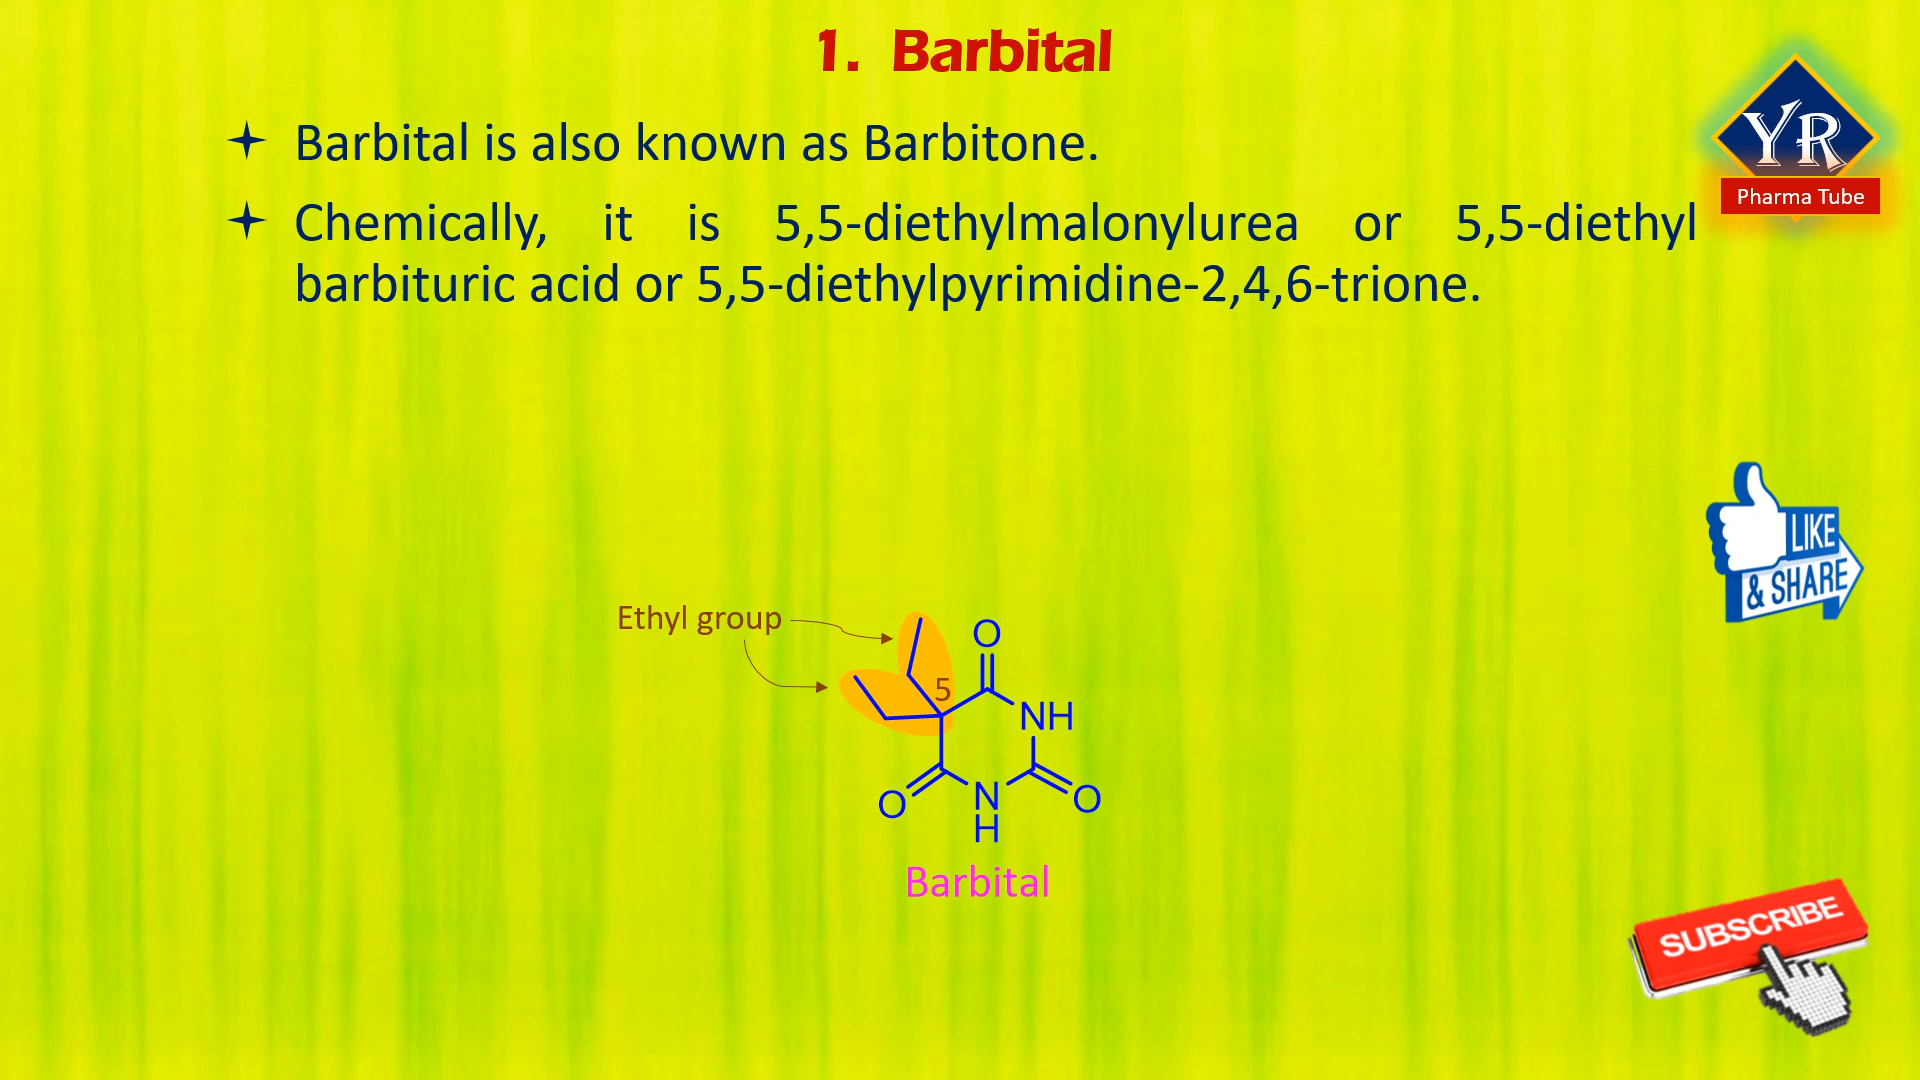 1. Barbital
Barbital is also known as Barbitone.
Chemically, it is 5,5-diethylmalonylurea or 5,5-diethyl
barbituric acid or 5,5-diethylpyrimidine-2,4,6-trione.
YR
Pharma Tube
LIKE
& SHARE
Ethyl group
5
O
NH
O
N
H
O
Barbital
SUBSCRIBE